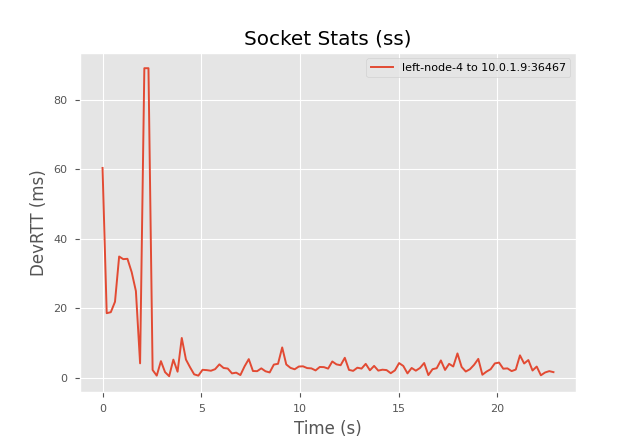 Socket Stats (ss)
left-node-4 to 10.0.1.9:36467
DevRTT (ms)
80
60
40
20
0
0 5 10 15 20
Time (s)